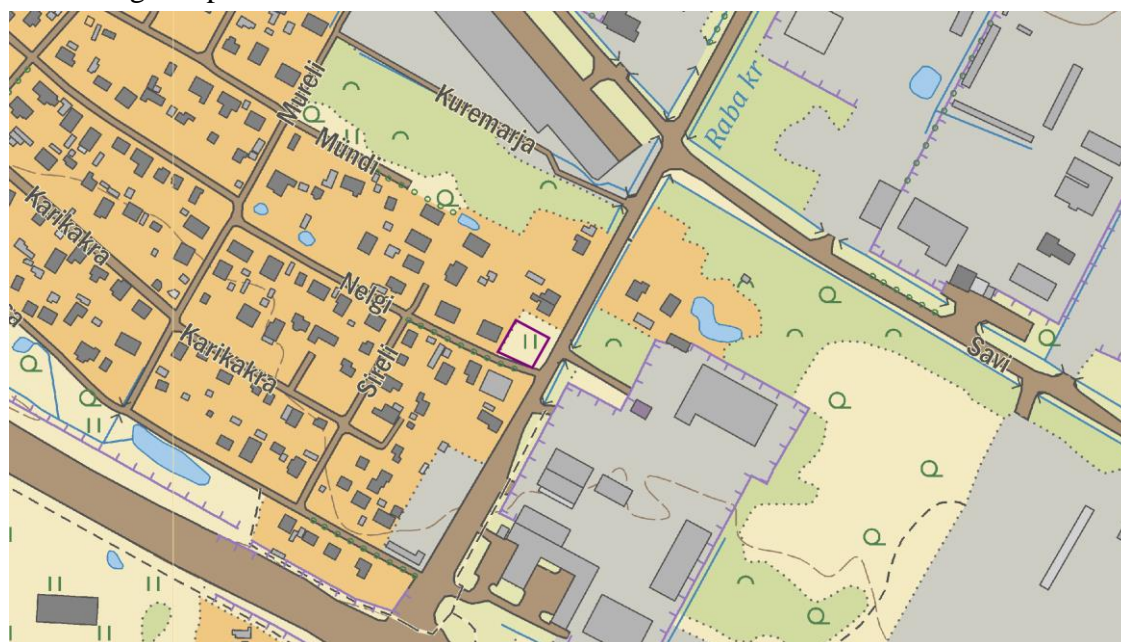 Kuremarja
Raba kr
Mureli
Mündi
Karikakra
Nelgi
Karikakra
Sireli
Savi